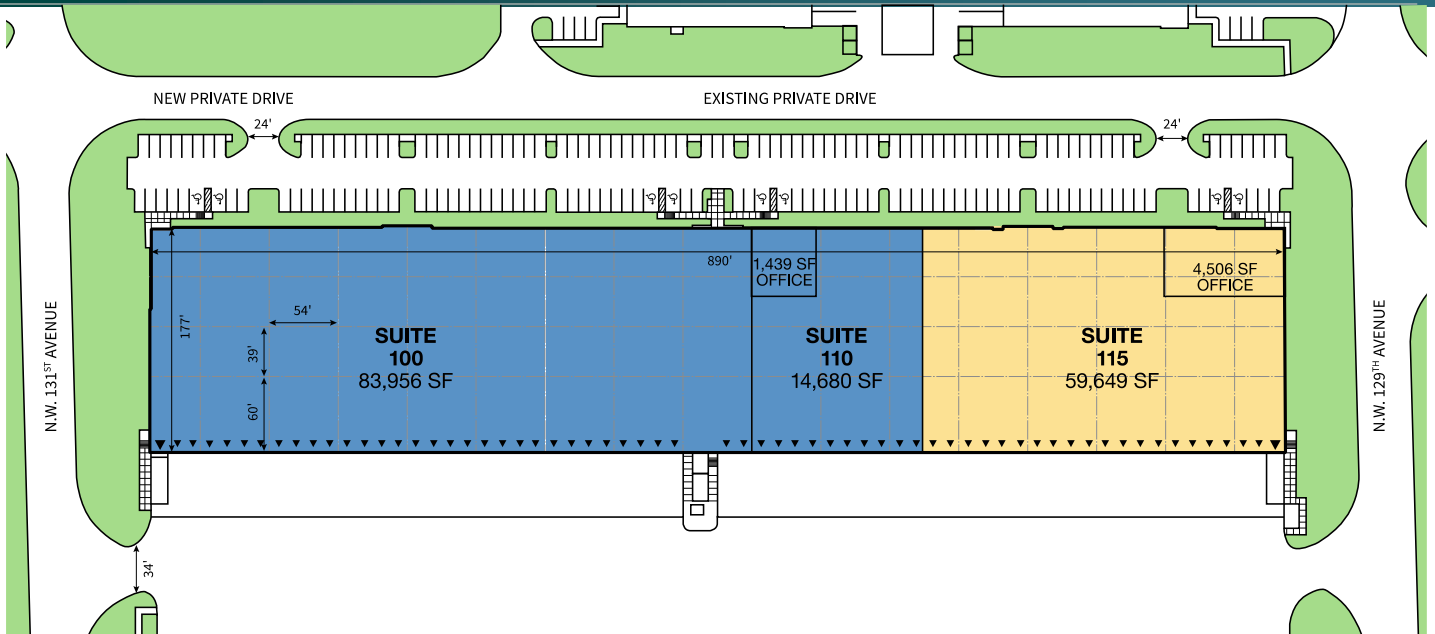 NEW PRIVATE DRIVE
EXISTING PRIVATE DRIVE
24'
24'
890'
1,439 SF
OFFICE
4,506 SF
OFFICE
177'
54'
39'
60'
SUITE
100
83,956 SF
SUITE
110
14,680 SF
SUITE
115
59,649 SF
N.W. 131ST AVENUE
N.W. 129TH AVENUE
34'